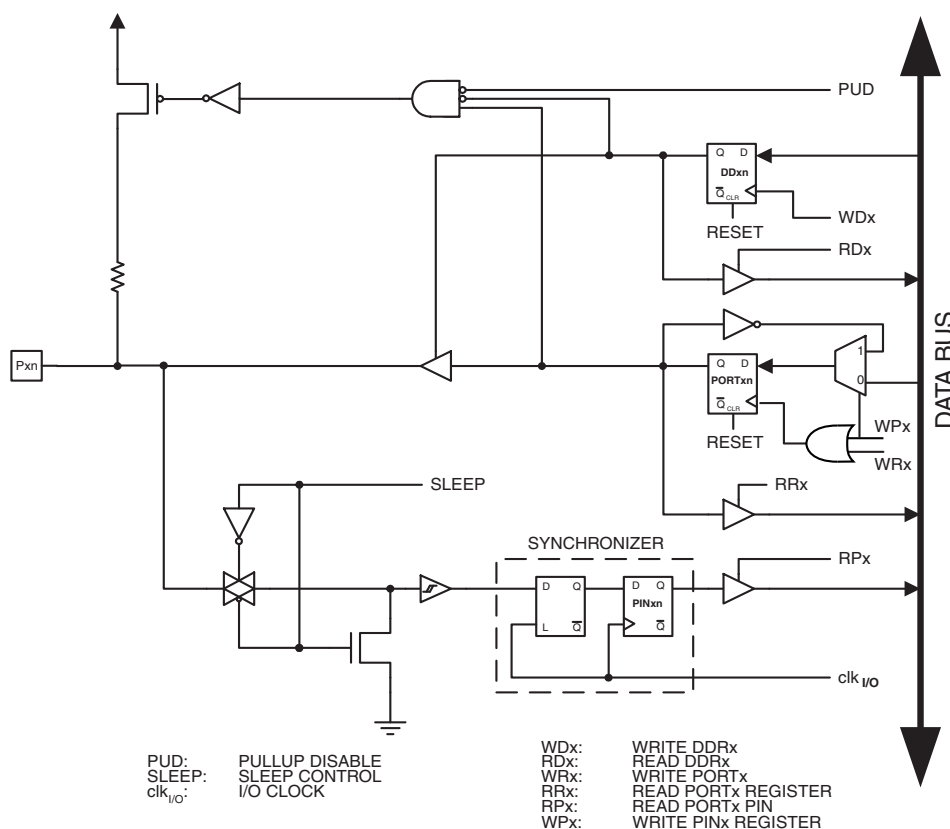 PUD
Q D
DDxn
Q CLR
WDx
RESET
RDx
Pxn
1
Q D
PORTxn
0
Q CLR
RESET
WPx
WRx
DATA BUS
RRx
SLEEP
SYNCHRONIZER
RPx
D Q
L Q
D Q
PINxn
Q
clk I/O
PUD: PULLUP DISABLE
SLEEP: SLEEP CONTROL
clk I/O: I/O CLOCK
WDx: WRITE DDRx
RDx: READ DDRx
WRx: WRITE PORTx
RRx: READ PORTx REGISTER
RPx: READ PORTx PIN
WPx: WRITE PINx REGISTER